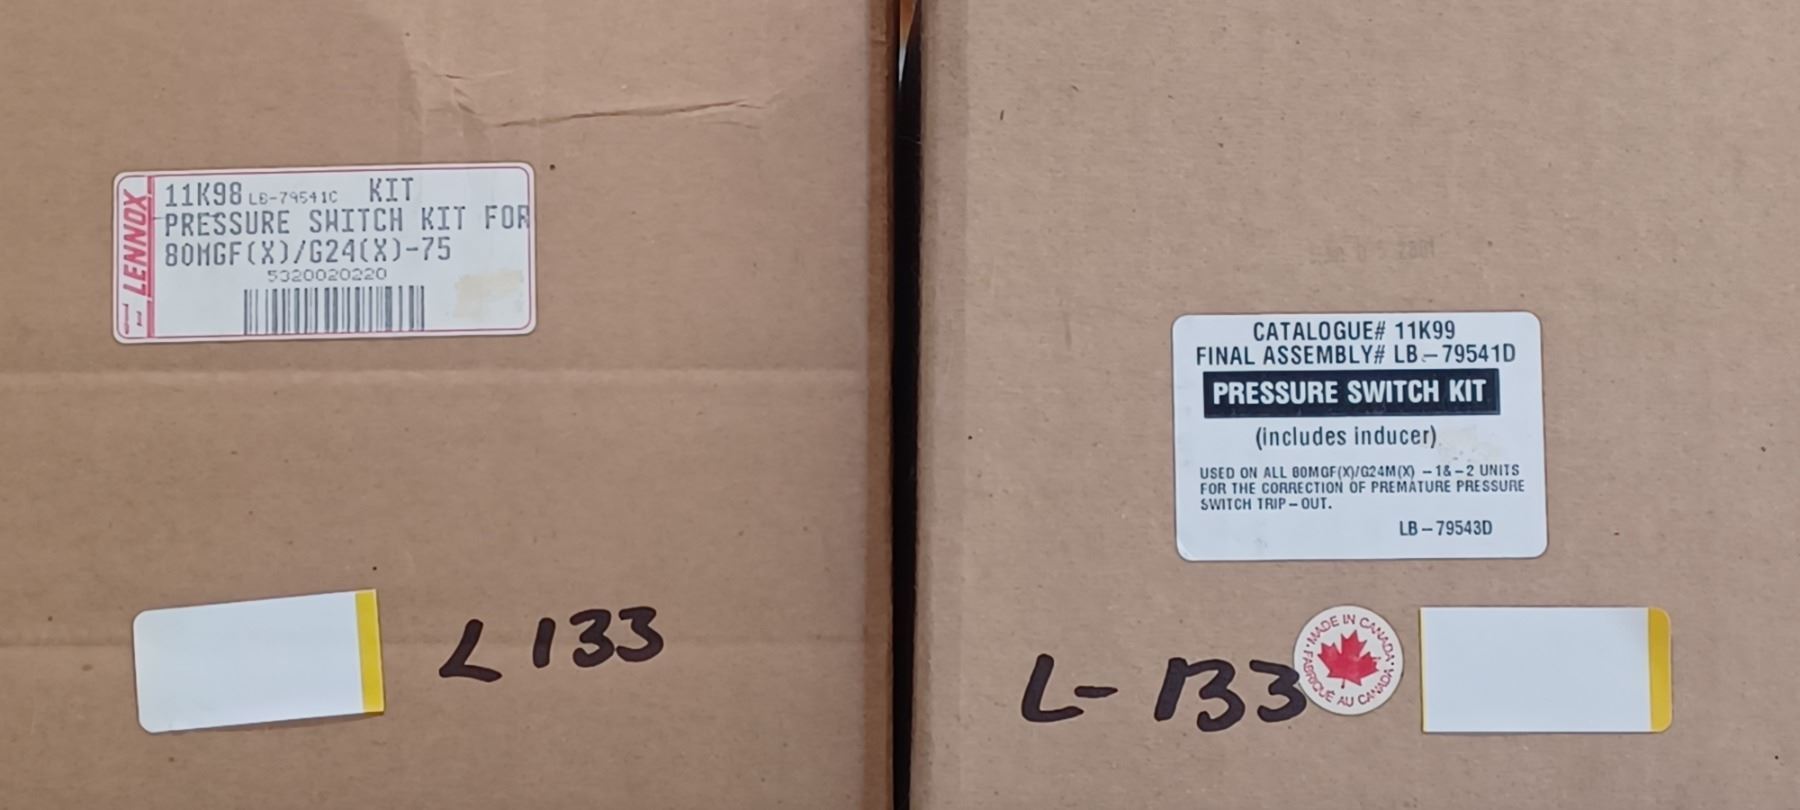 LENNOX
11K98 LB-79541C KIT
PRESSURE SWITCH KIT FOR
80MGF(X)/G24(X)-75
5320020220
L 133
CATALOGUE# 11K99
FINAL ASSEMBLY# LB-79541D
PRESSURE SWITCH KIT
(includes inducer)
USED ON ALL 80MGF(X)/G24M(X) -1&-2 UNITS
FOR THE CORRECTION OF PREMATURE PRESSURE
SWITCH TRIP-OUT.
LB-79543D
L-133
MADE IN CANADA
FABRIQUÉ AU CANADA